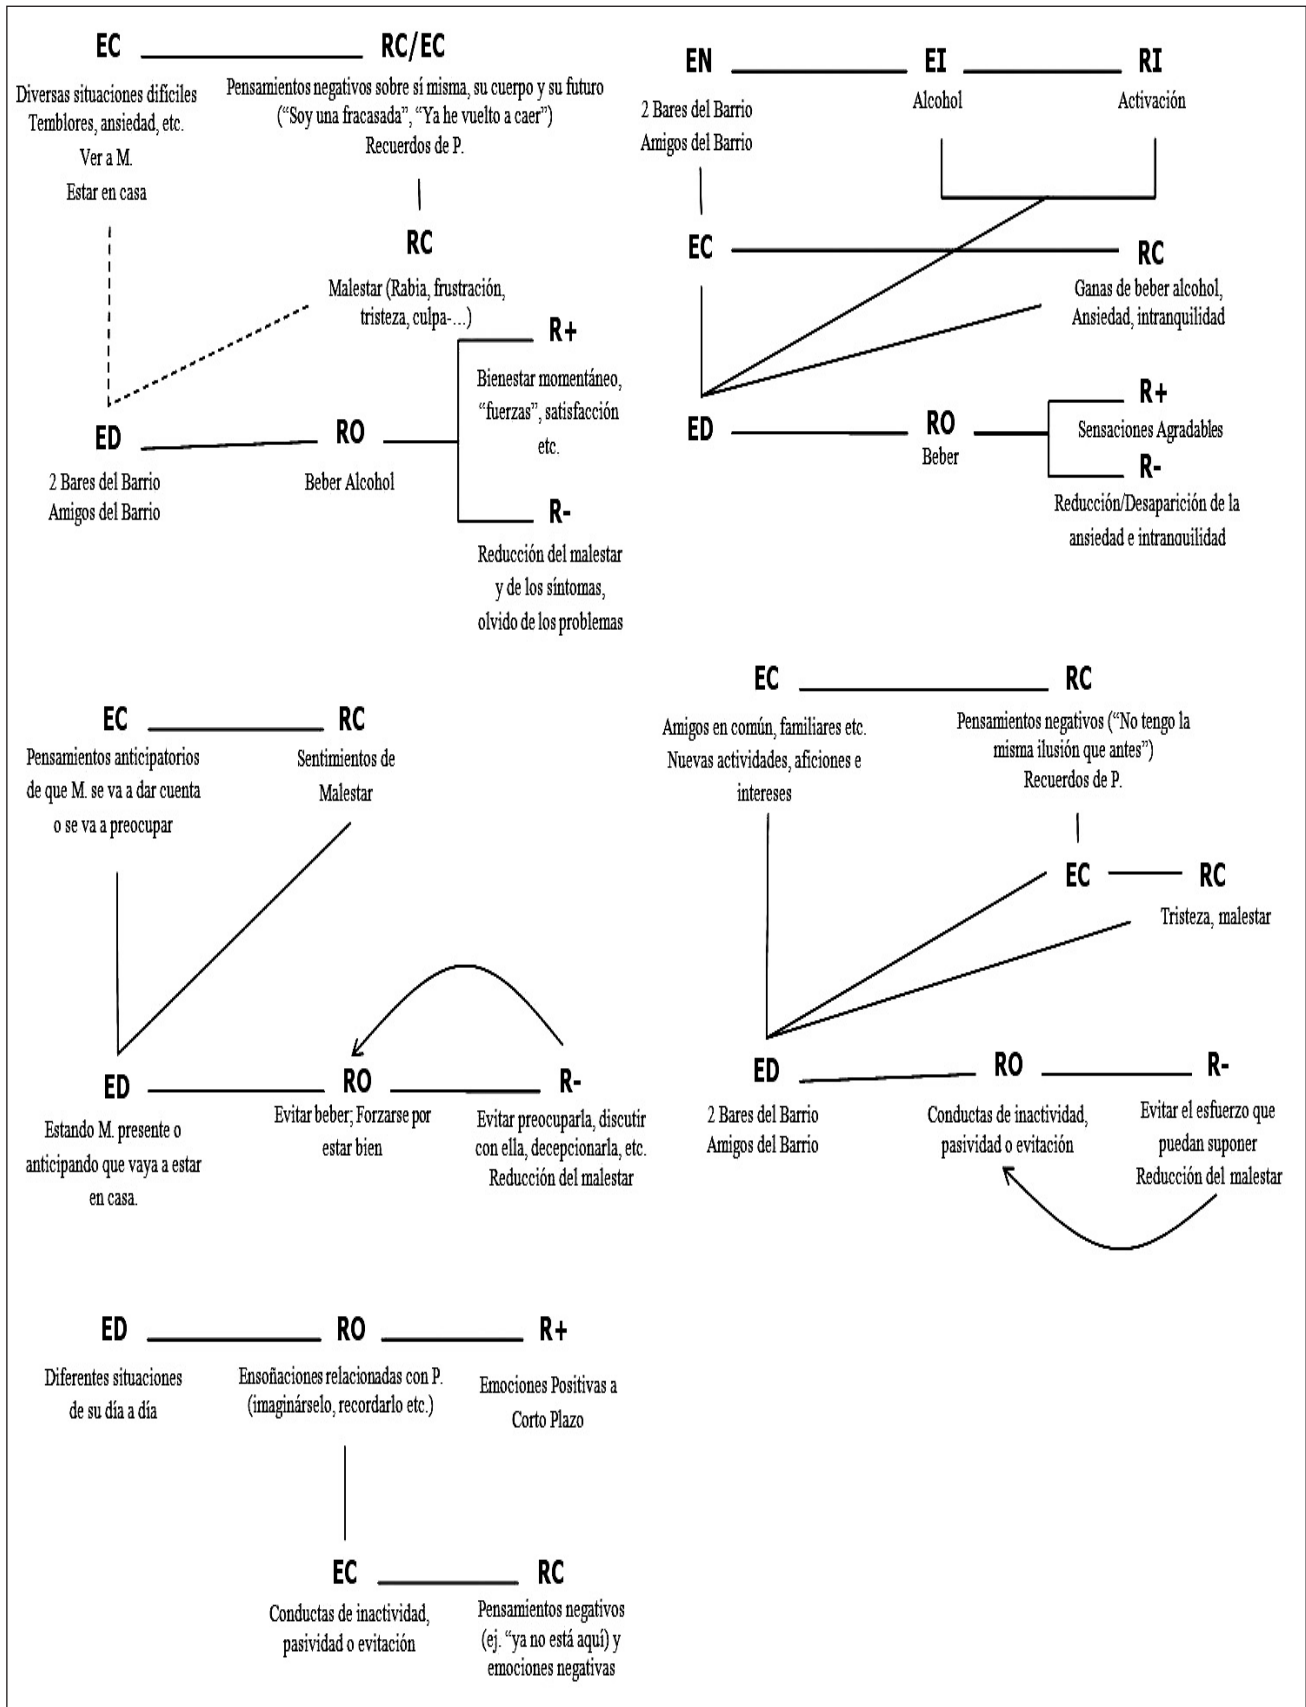 EC
RC/EC
Diversas situaciones difíciles
Temblores, ansiedad, etc.
Ver a M.
Estar en casa
Pensamientos negativos sobre sí misma, su cuerpo y su futuro
(“Soy una fracasada”, “Ya he vuelto a caer”)
Recuerdos de P.
RC
Malestar (Rabia, frustración,
tristeza, culpa-...)
ED
2 Bares del Barrio
Amigos del Barrio
RO
Beber Alcohol
R+
Bienestar momentáneo,
“fuerzas”, satisfacción
etc.
R-
Reducción del malestar
y de los síntomas,
olvido de los problemas
EN
2 Bares del Barrio
Amigos del Barrio
EI
Alcohol
RI
Activación
EC
RC
Ganas de beber alcohol,
Ansiedad, intranquilidad
ED
RO
Beber
R+
Sensaciones Agradables
R-
Reducción/Desaparición de la
ansiedad e intranquilidad
EC
Pensamientos anticipatorios
de que M. se va a dar cuenta
o se va a preocupar
RC
Sentimientos de
Malestar
ED
Estando M. presente o
anticipando que vaya a estar
en casa.
RO
Evitar beber; Forzarse por
estar bien
R-
Evitar preocuparla, discutir
con ella, decepcionarla, etc.
Reducción del malestar
EC
Amigos en común, familiares etc.
Nuevas actividades, aficiones e
intereses
RC
Pensamientos negativos (“No tengo la
misma ilusión que antes”)
Recuerdos de P.
EC
RC
Tristeza, malestar
ED
2 Bares del Barrio
Amigos del Barrio
RO
Conductas de inactividad,
pasividad o evitación
R-
Evitar el esfuerzo que
puedan suponer
Reducción del malestar
ED
Diferentes situaciones
de su día a día
RO
Ensoñaciones relacionadas con P.
(imaginárselo, recordarlo etc.)
R+
Emociones Positivas a
Corto Plazo
EC
Conductas de inactividad,
pasividad o evitación
RC
Pensamientos negativos
(ej. “ya no está aquí) y
emociones negativas